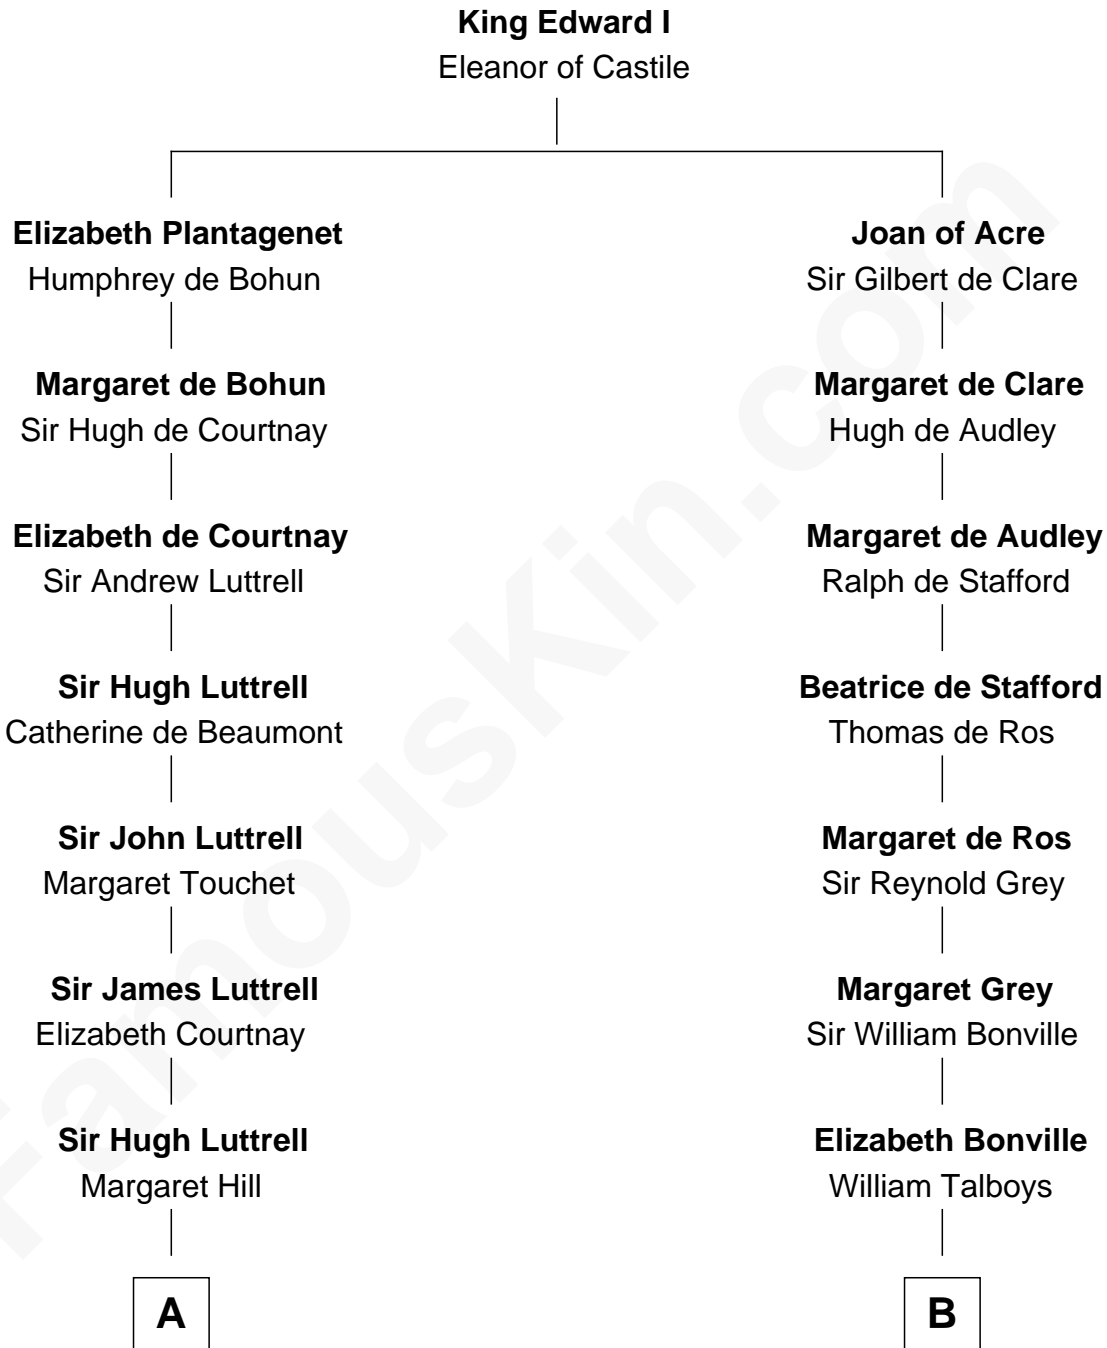 King Edward I
Eleanor of Castile
Elizabeth Plantagenet
Humphrey de Bohun
Joan of Acre
Sir Gilbert de Clare
Margaret de Bohun
Sir Hugh de Courtnay
Margaret de Clare
Hugh de Audley
Elizabeth de Courtnay
Sir Andrew Luttrell
Margaret de Audley
Ralph de Stafford
Sir Hugh Luttrell
Catherine de Beaumont
Beatrice de Stafford
Thomas de Ros
Sir John Luttrell
Margaret Touchet
Margaret de Ros
Sir Reynold Grey
Sir James Luttrell
Elizabeth Courtnay
Margaret Grey
Sir William Bonville
Sir Hugh Luttrell
Margaret Hill
Elizabeth Bonville
William Talboys
A
B
FamousKin.com